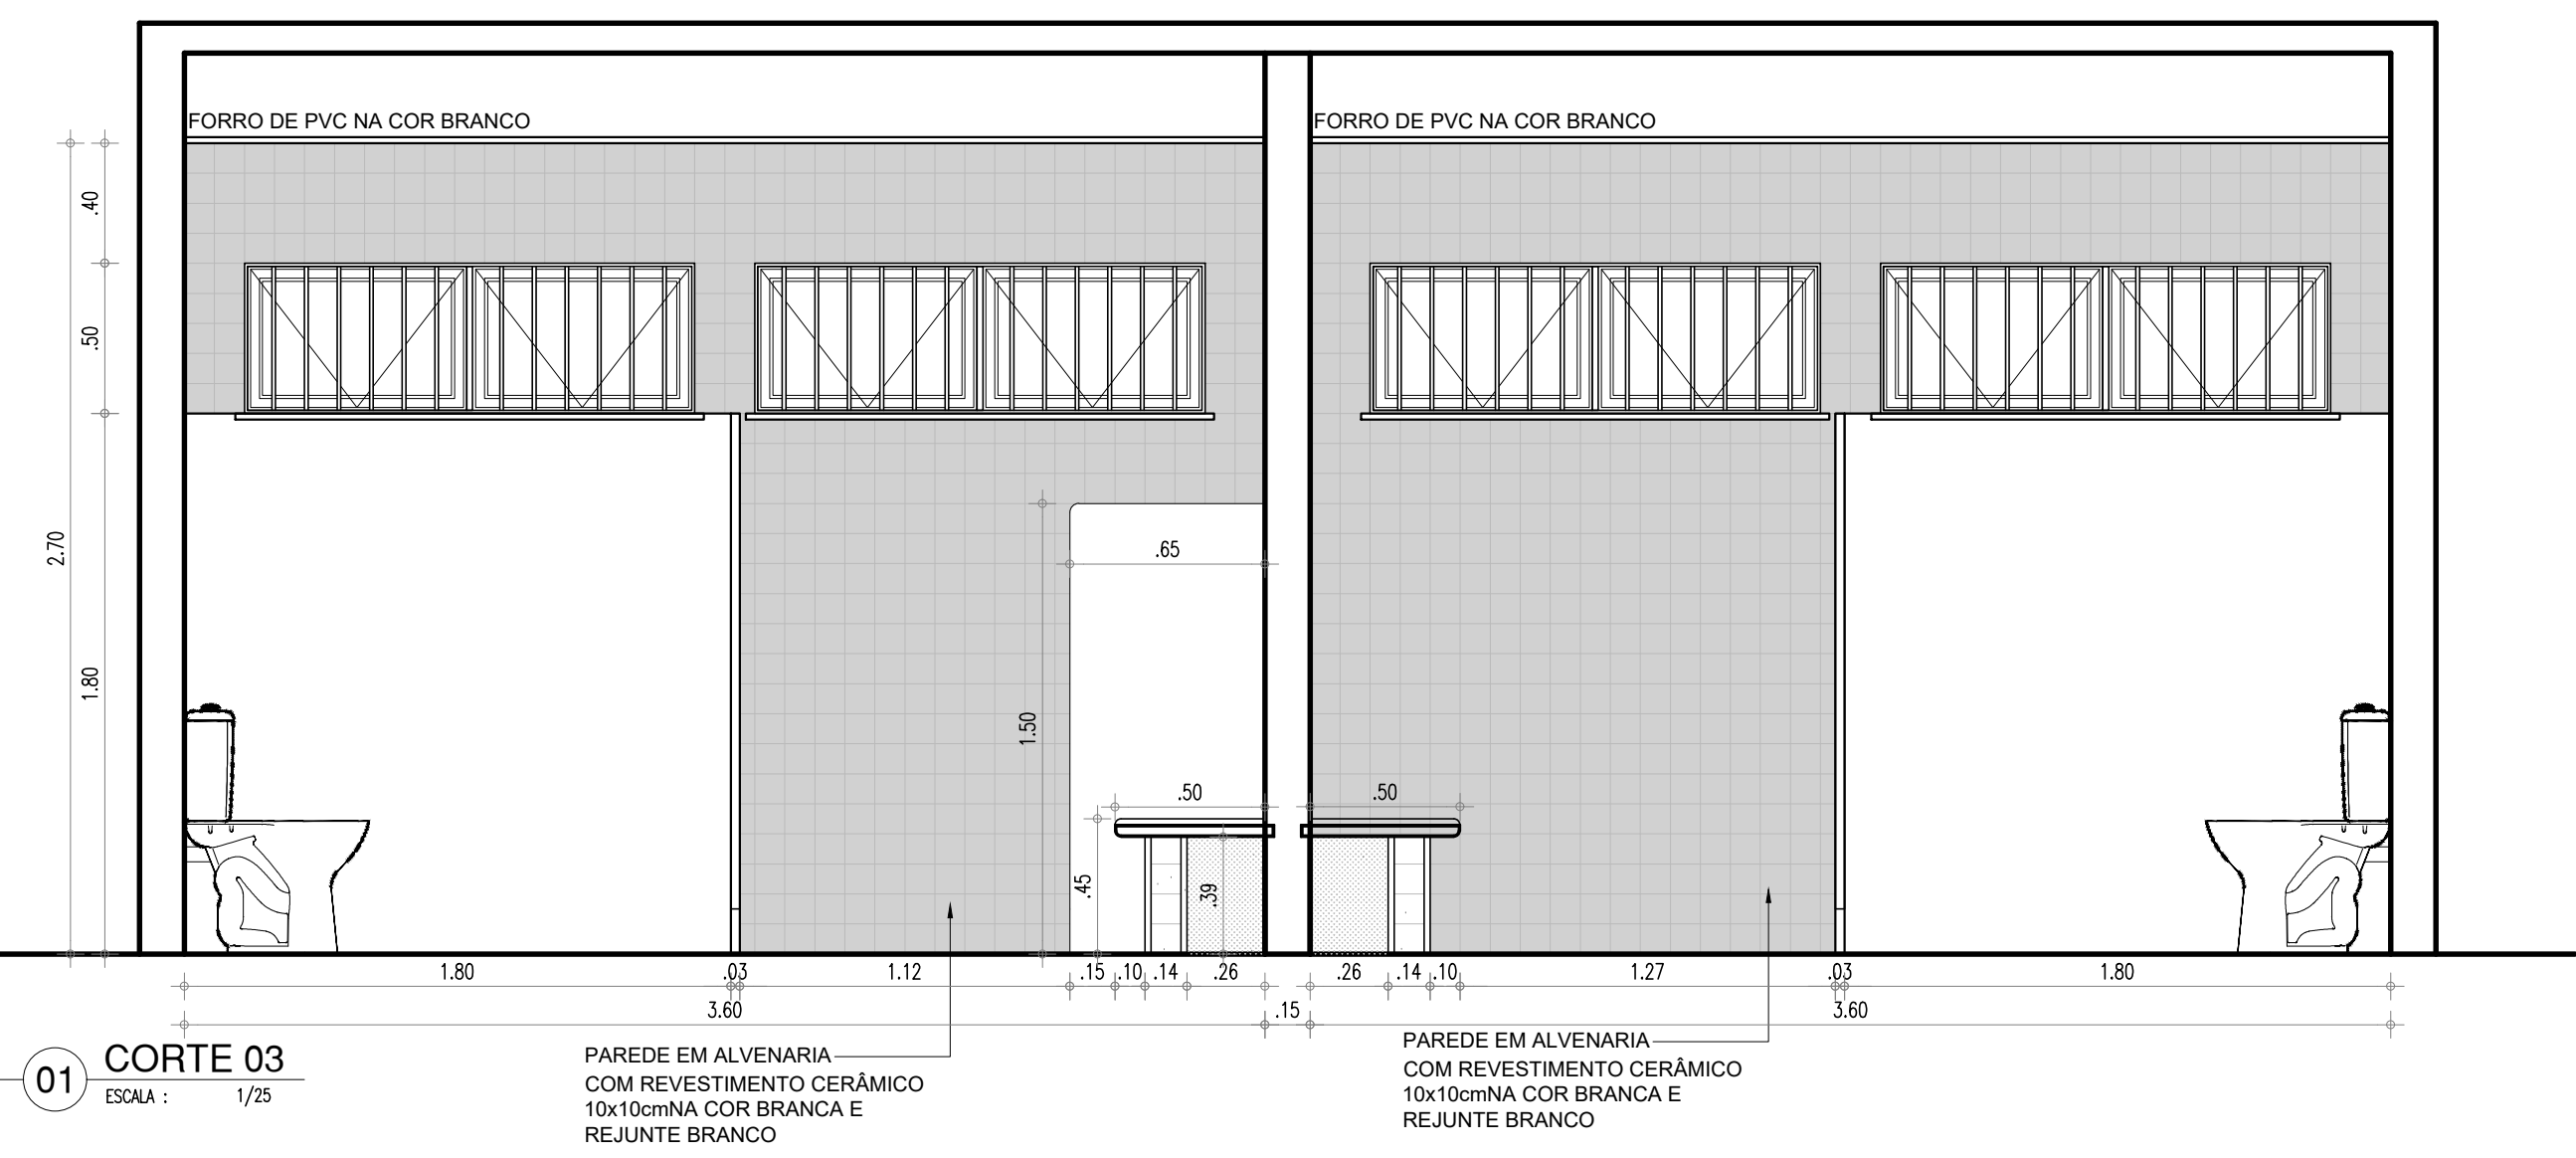 FORRO DE PVC NA COR BRANCO
FORRO DE PVC NA COR BRANCO
.40
.50
2.70
1.80
.65
1.50
.50
.50
.45
.39
1.80
.03
1.12
.15
.10
.14
.26
.26
.14
.10
1.27
.03
1.80
3.60
.15
3.60
01
CORTE 03
ESCALA :
1/25
PAREDE EM ALVENARIA
COM REVESTIMENTO CERÂMICO
10x10cmNA COR BRANCA E
REJUNTE BRANCO
PAREDE EM ALVENARIA
COM REVESTIMENTO CERÂMICO
10x10cmNA COR BRANCA E
REJUNTE BRANCO